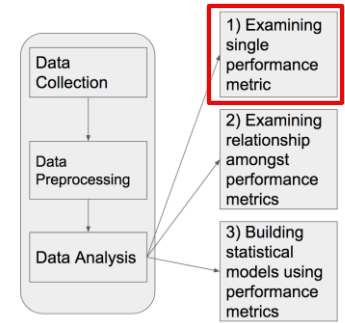 Data
Collection
Data
Preprocessing
Data Analysis
1) Examining
single
performance
metric
2) Examining
relationship
amongst
performance
metrics
3) Building
statistical
models using
performance
metrics